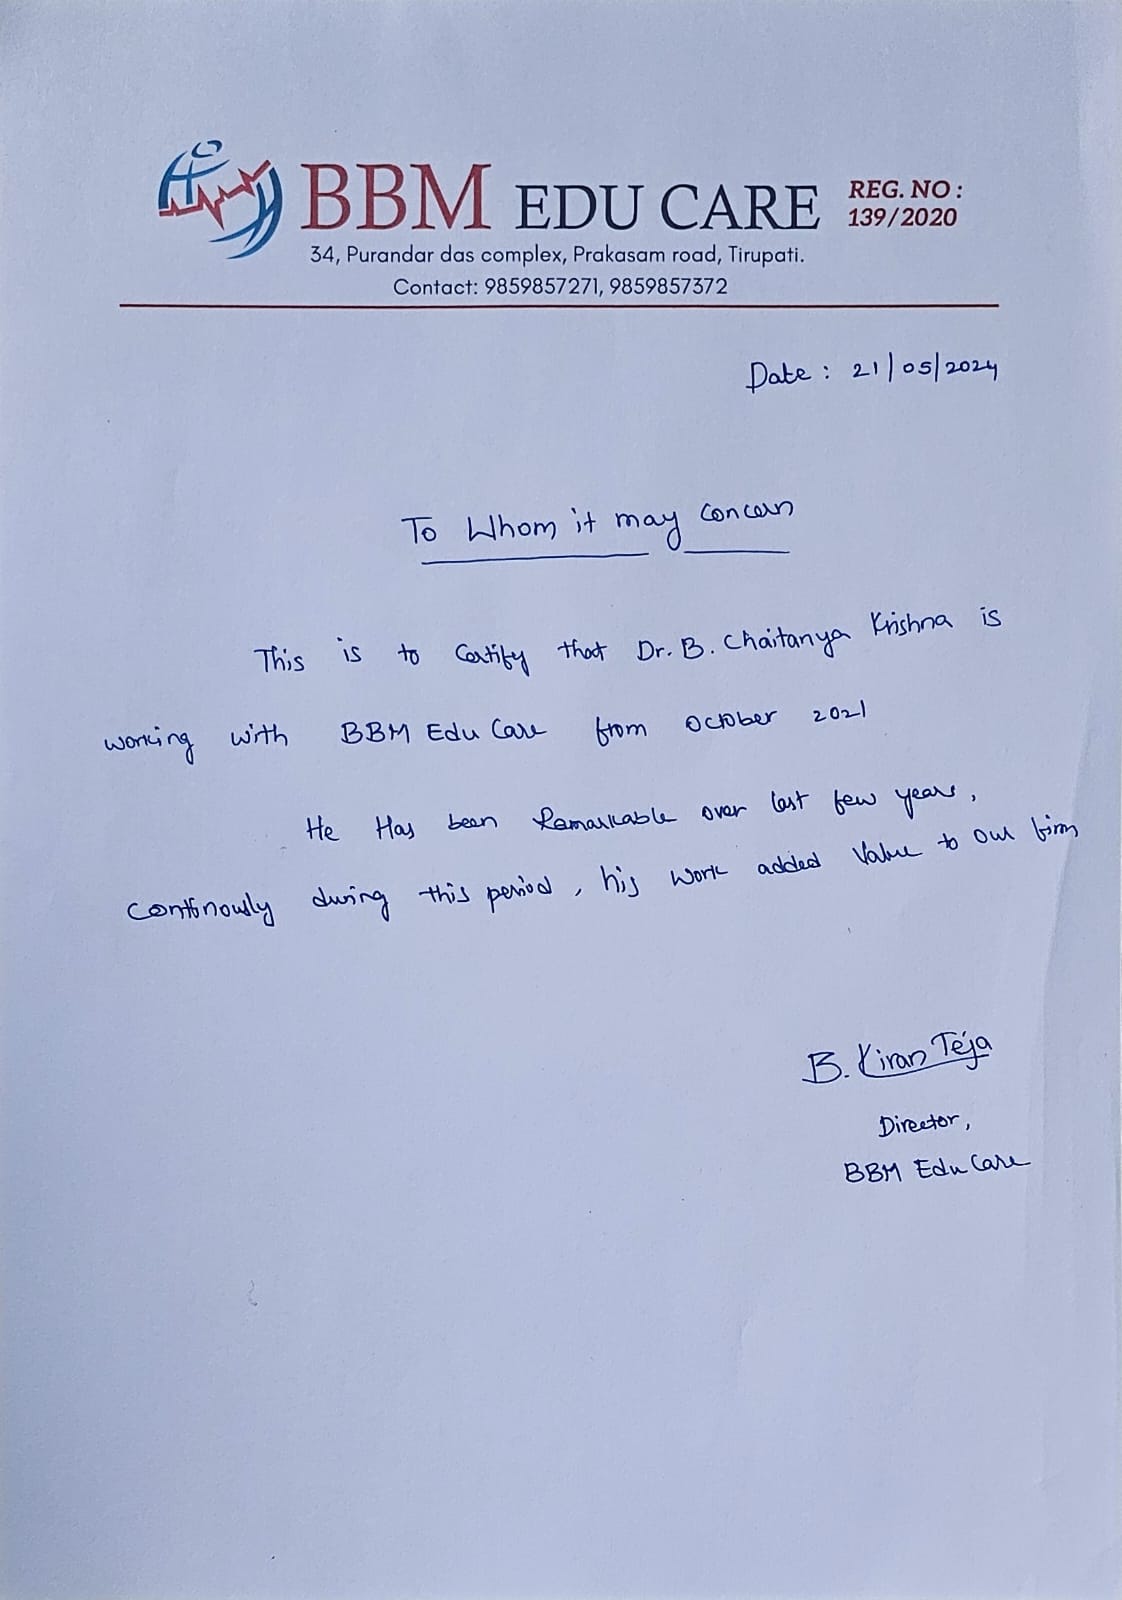 BBM EDU CARE
REG. NO :
139/2020
34, Purandar das complex, Prakasam road, Tirupati.
Contact: 9859857271, 9859857372
Date : 21/05/2024
To Whom it may concern
This is to Certify that Dr. B. Chaitanya Krishna is
working with BBM Edu Care from October 2021
He Has been Remarkable over last few years,
continously during this period, his work added Value to our firm
B. Kiran Teja
Director,
BBM Edu Care